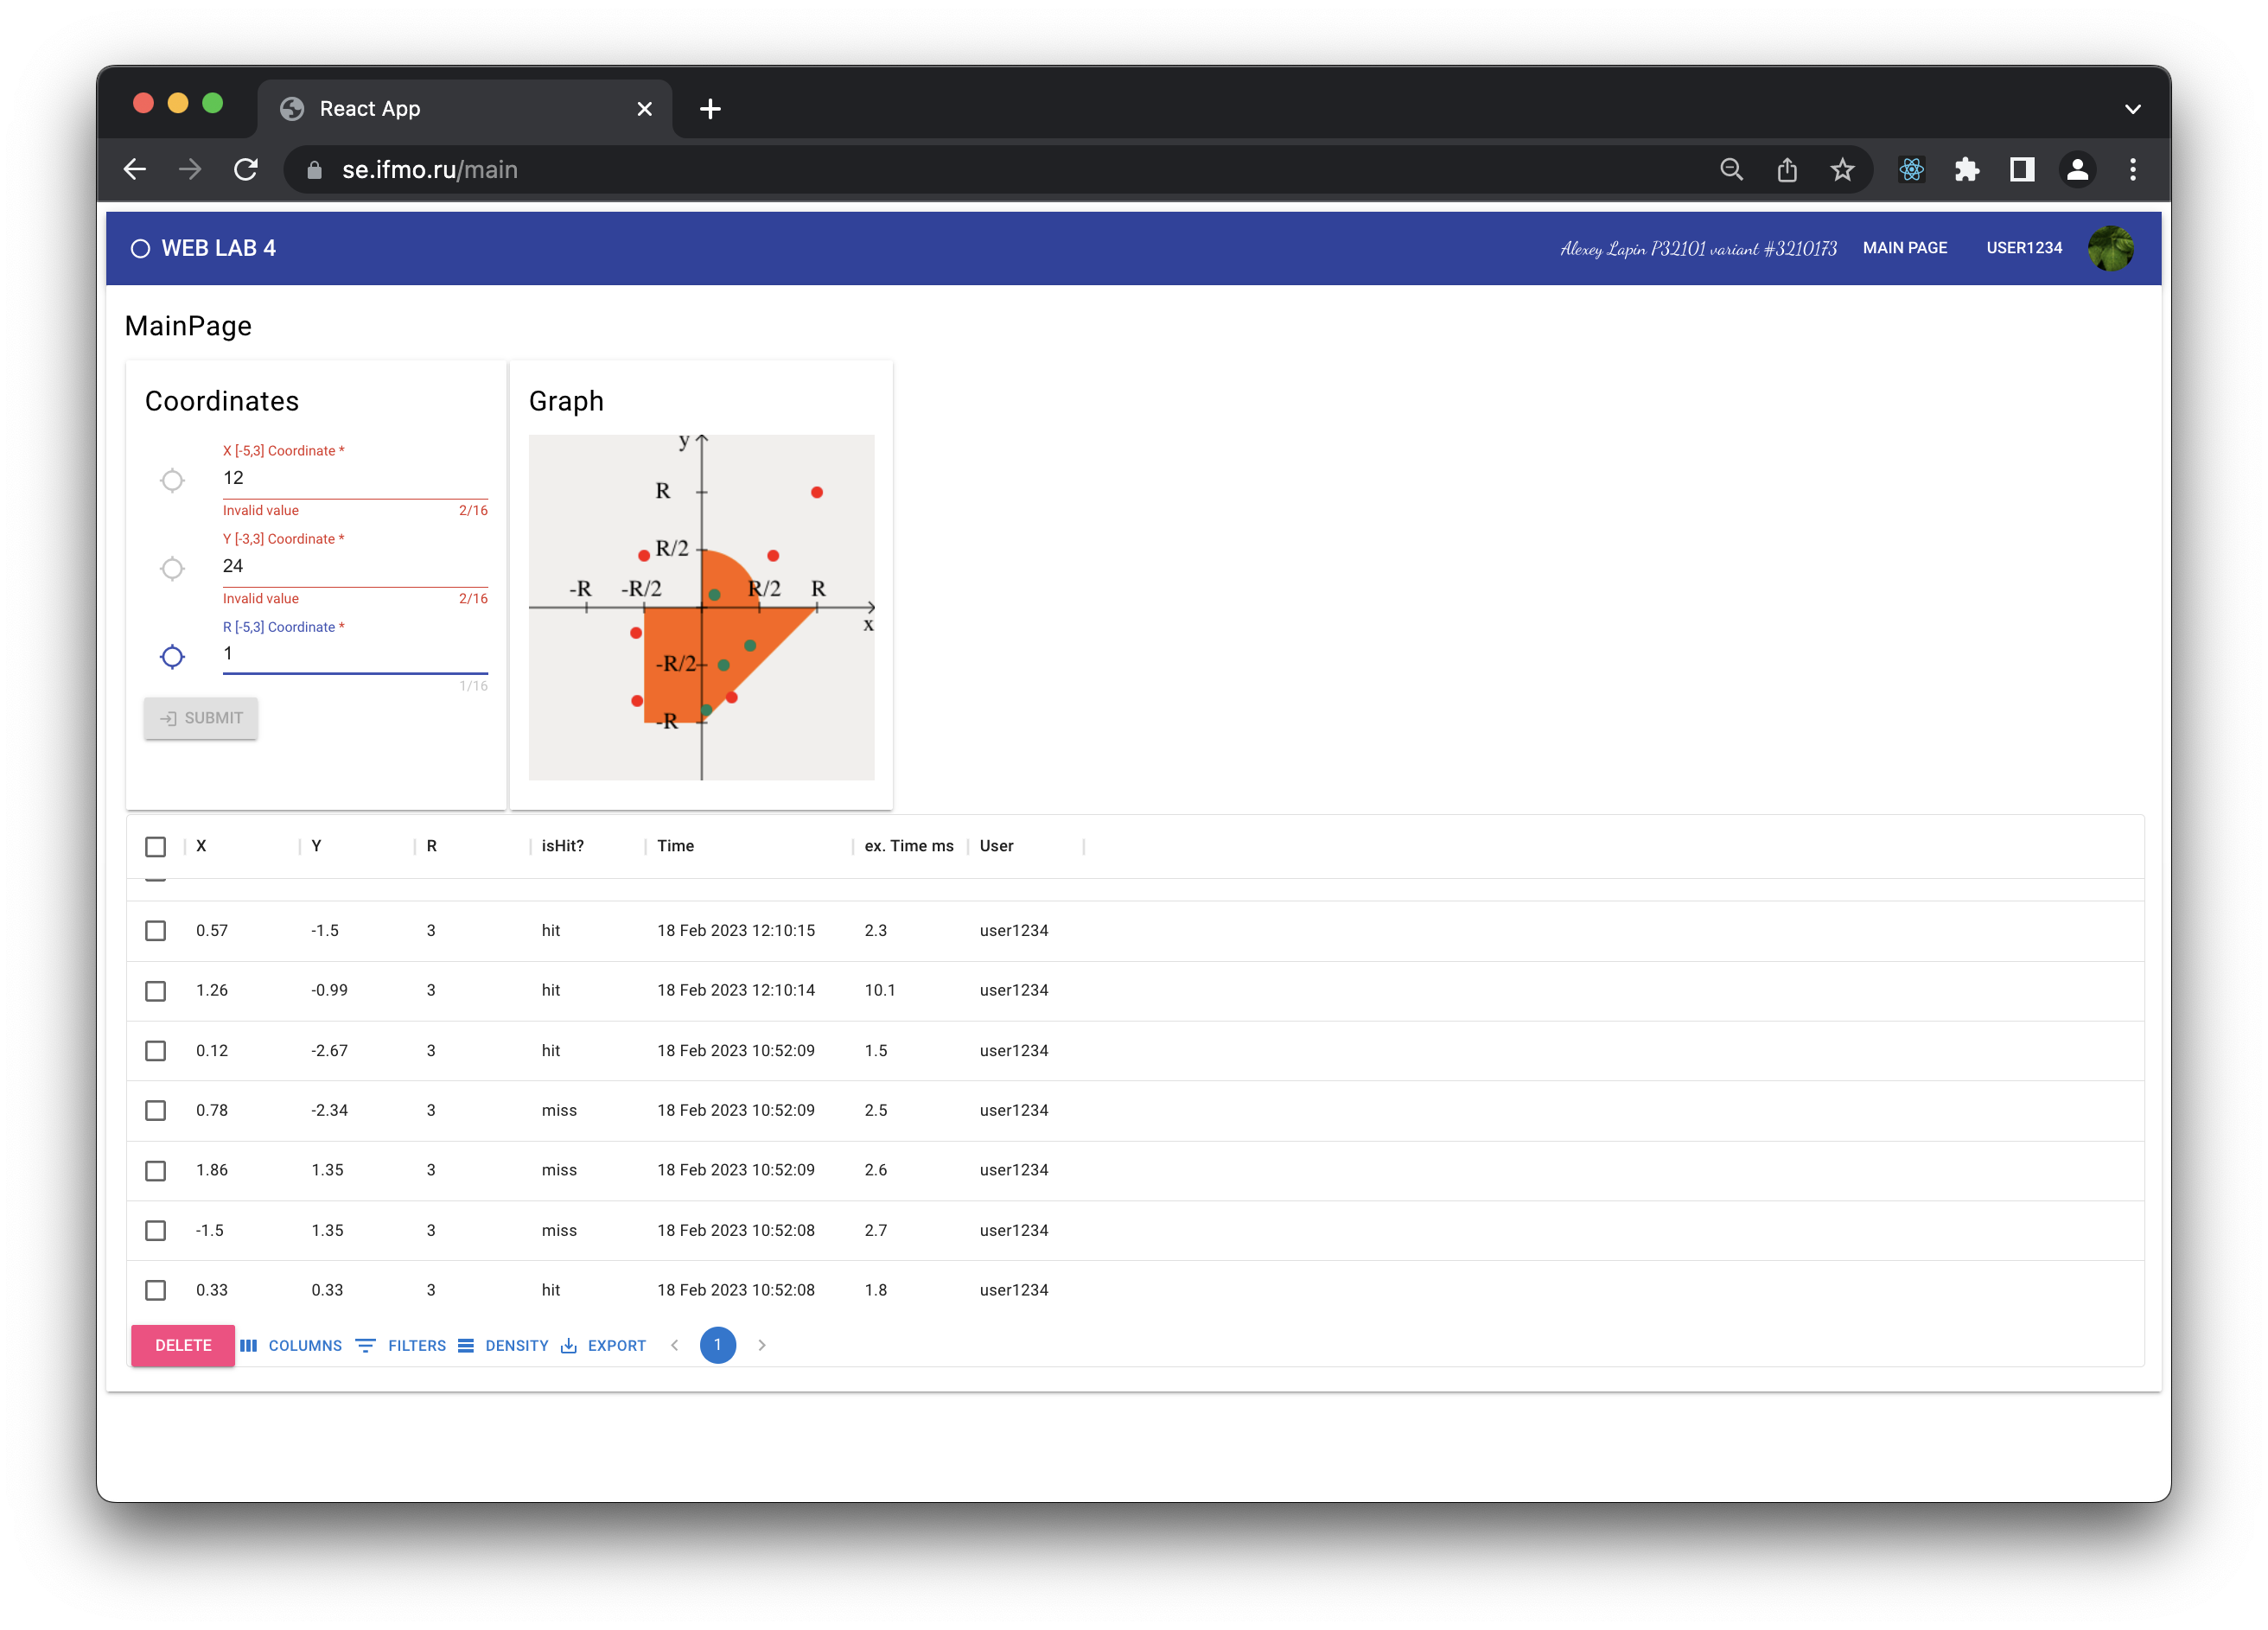 React App
se.ifmo.ru/main
WEB LAB 4
Alexey Lapin P32101 variant #3210173
MAIN PAGE
USER1234
MainPage
Coordinates
X [-5,3] Coordinate *
12
Invalid value 2/16
Y [-3,3] Coordinate *
24
Invalid value 2/16
R [-5,3] Coordinate *
1
1/16
SUBMIT
Graph
y
R
R/2
-R -R/2 R/2 R
x
-R/2
-R
X Y R isHit? Time ex. Time ms User
0.57 -1.5 3 hit 18 Feb 2023 12:10:15 2.3 user1234
1.26 -0.99 3 hit 18 Feb 2023 12:10:14 10.1 user1234
0.12 -2.67 3 hit 18 Feb 2023 10:52:09 1.5 user1234
0.78 -2.34 3 miss 18 Feb 2023 10:52:09 2.5 user1234
1.86 1.35 3 miss 18 Feb 2023 10:52:09 2.6 user1234
-1.5 1.35 3 miss 18 Feb 2023 10:52:08 2.7 user1234
0.33 0.33 3 hit 18 Feb 2023 10:52:08 1.8 user1234
DELETE COLUMNS FILTERS DENSITY EXPORT 1